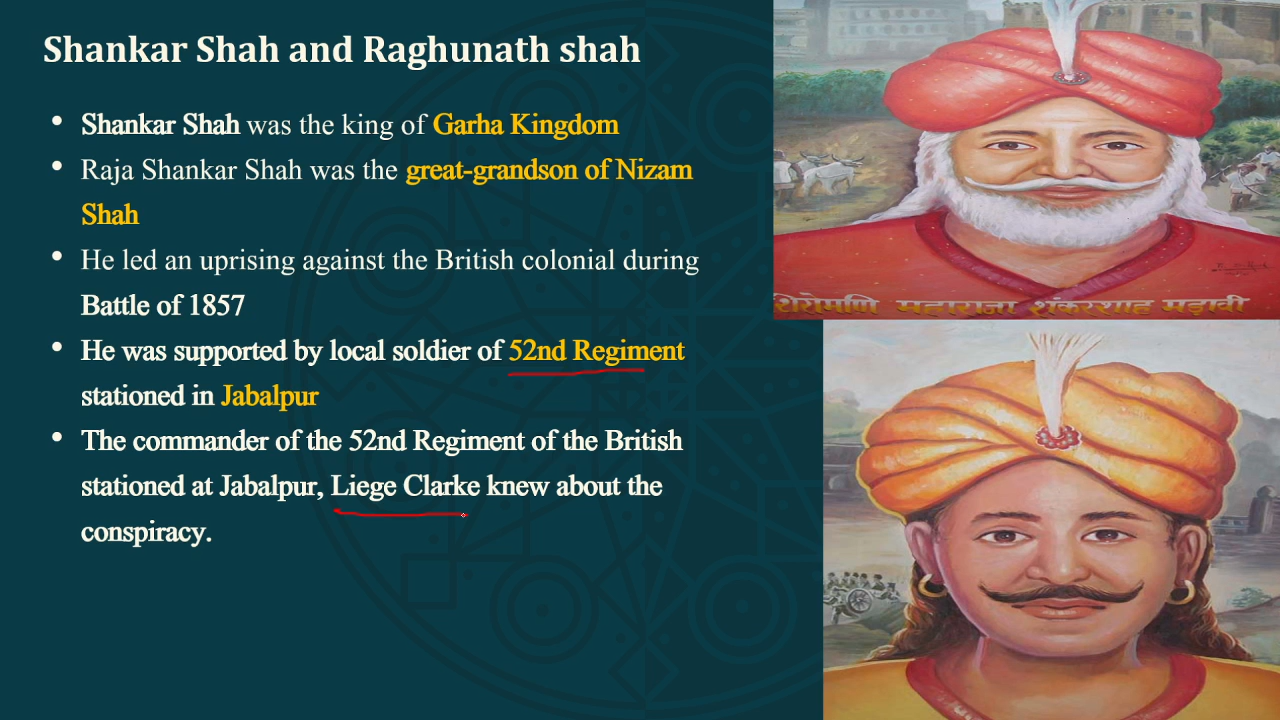 Shankar Shah and Raghunath shah
• Shankar Shah was the king of Garha Kingdom
• Raja Shankar Shah was the great-grandson of Nizam
Shah
• He led an uprising against the British colonial during
Battle of 1857
• He was supported by local soldier of 52nd Regiment
stationed in Jabalpur
• The commander of the 52nd Regiment of the British
stationed at Jabalpur, Liege Clarke knew about the
conspiracy.
शिरोमणि महाराजा शंकरशाह मड़ावी